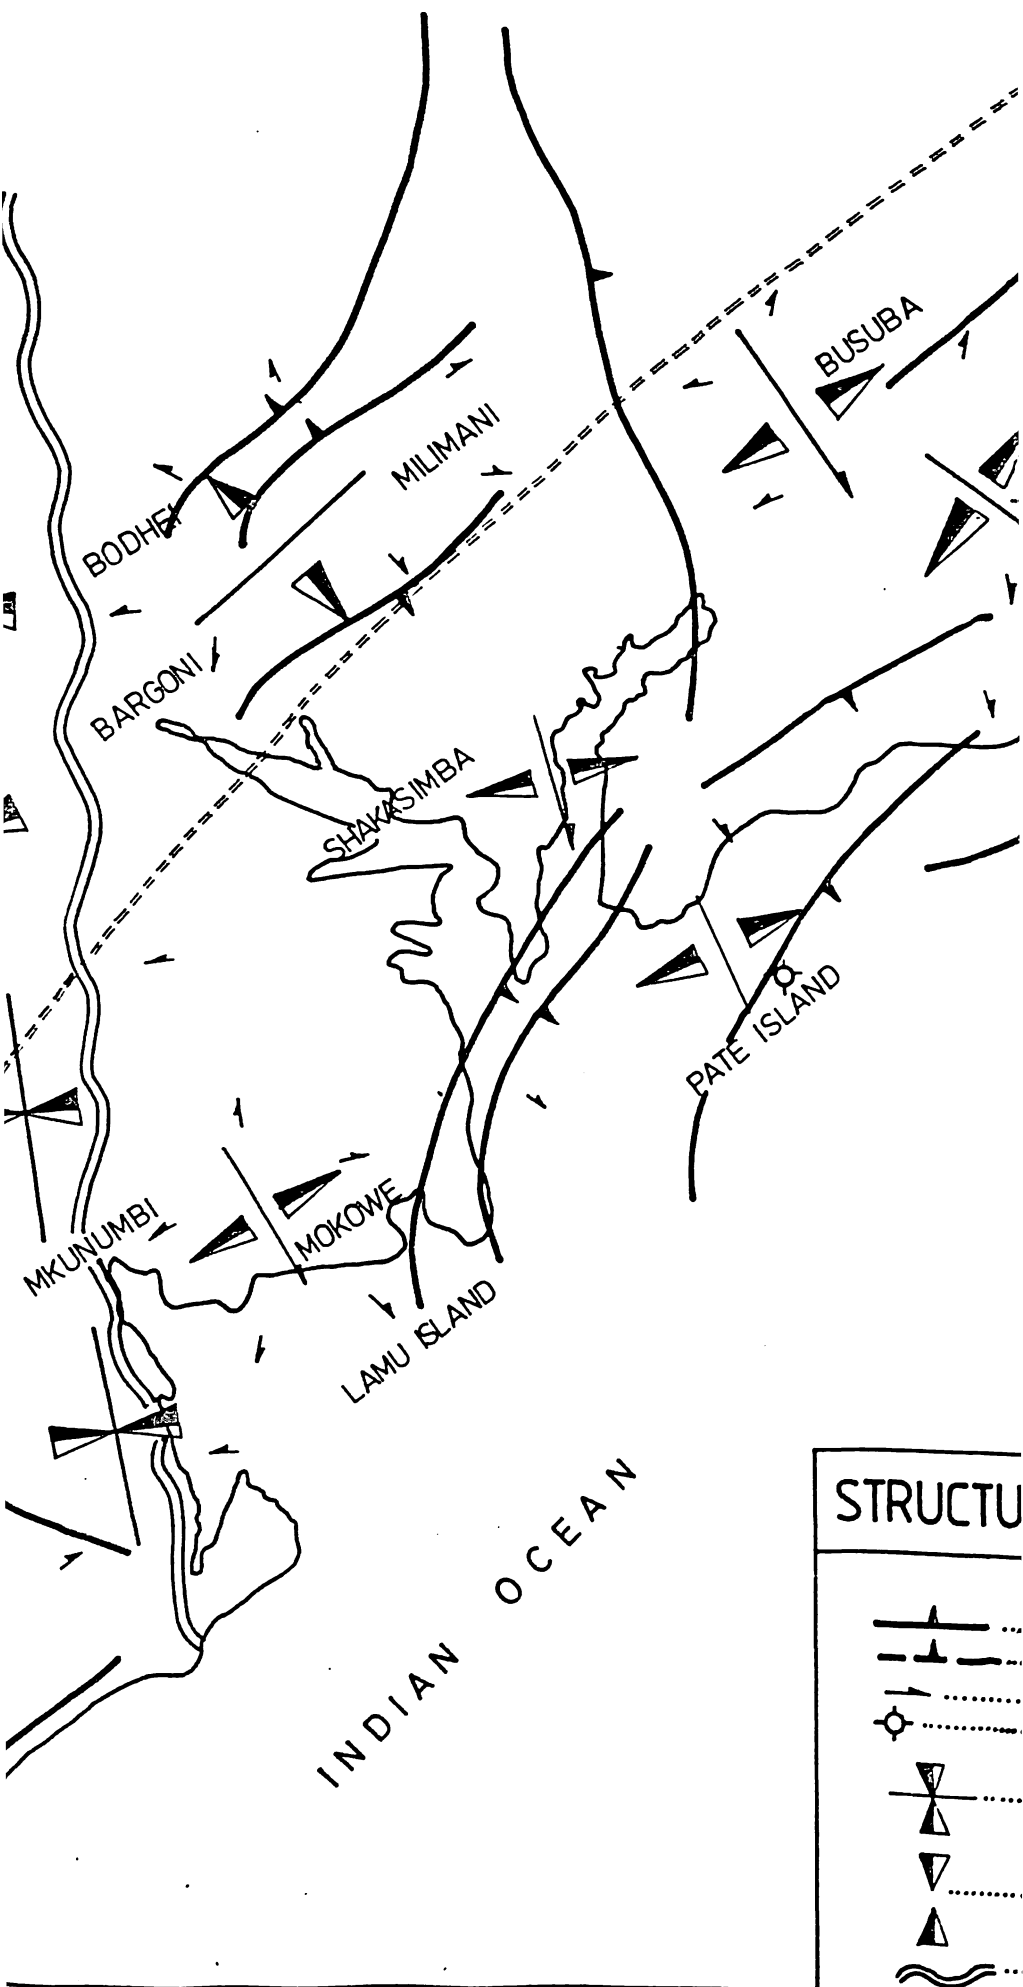 BUSUBA
MILIMANI
BODHEI
BARGONI
SHAKASIMBA
PATE ISLAND
MOKOWE
MKUNUMBI
LAMU ISLAND
INDIAN OCEAN
STRUCTU